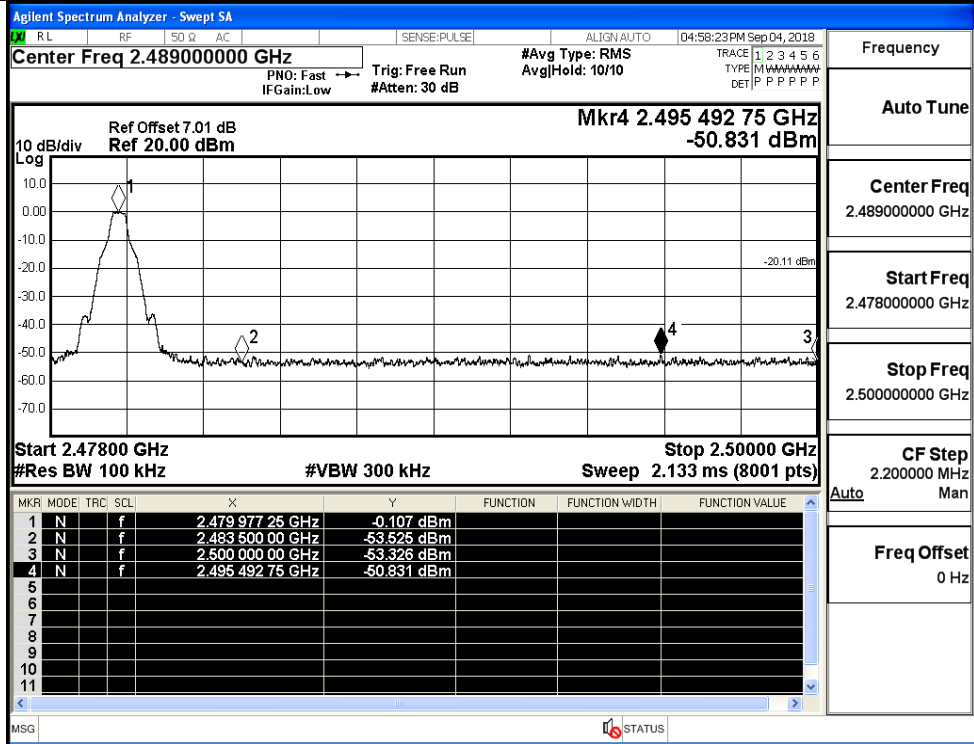 Agilent Spectrum Analyzer - Swept SA
LXI RL RF 50 Ω AC SENSE:PULSE ALIGN AUTO 04:58:23 PM Sep 04, 2018
Center Freq 2.489000000 GHz
PNO: Fast
IFGain:Low
Trig: Free Run
#Atten: 30 dB
#Avg Type: RMS
Avg|Hold: 10/10
TRACE 1 2 3 4 5 6
TYPE M WWWWW
DET P P P P P P
Mkr4 2.495 492 75 GHz
-50.831 dBm
Ref Offset 7.01 dB
10 dB/div Ref 20.00 dBm
Log
10.0
0.00
-10.0
-20.0
-30.0
-40.0
-50.0
-60.0
-70.0
1
2
4
3
-20.11 dBm
Start 2.47800 GHz Stop 2.50000 GHz
#Res BW 100 kHz #VBW 300 kHz Sweep 2.133 ms (8001 pts)
MKR MODE TRC SCL X Y FUNCTION FUNCTION WIDTH FUNCTION VALUE
1 N f 2.479 977 25 GHz -0.107 dBm
2 N f 2.483 500 00 GHz -53.525 dBm
3 N f 2.500 000 00 GHz -53.326 dBm
4 N f 2.495 492 75 GHz -50.831 dBm
5
6
7
8
9
10
11
MSG STATUS
Frequency
Auto Tune
Center Freq
2.489000000 GHz
Start Freq
2.478000000 GHz
Stop Freq
2.500000000 GHz
CF Step
2.200000 MHz
Auto Man
Freq Offset
0 Hz